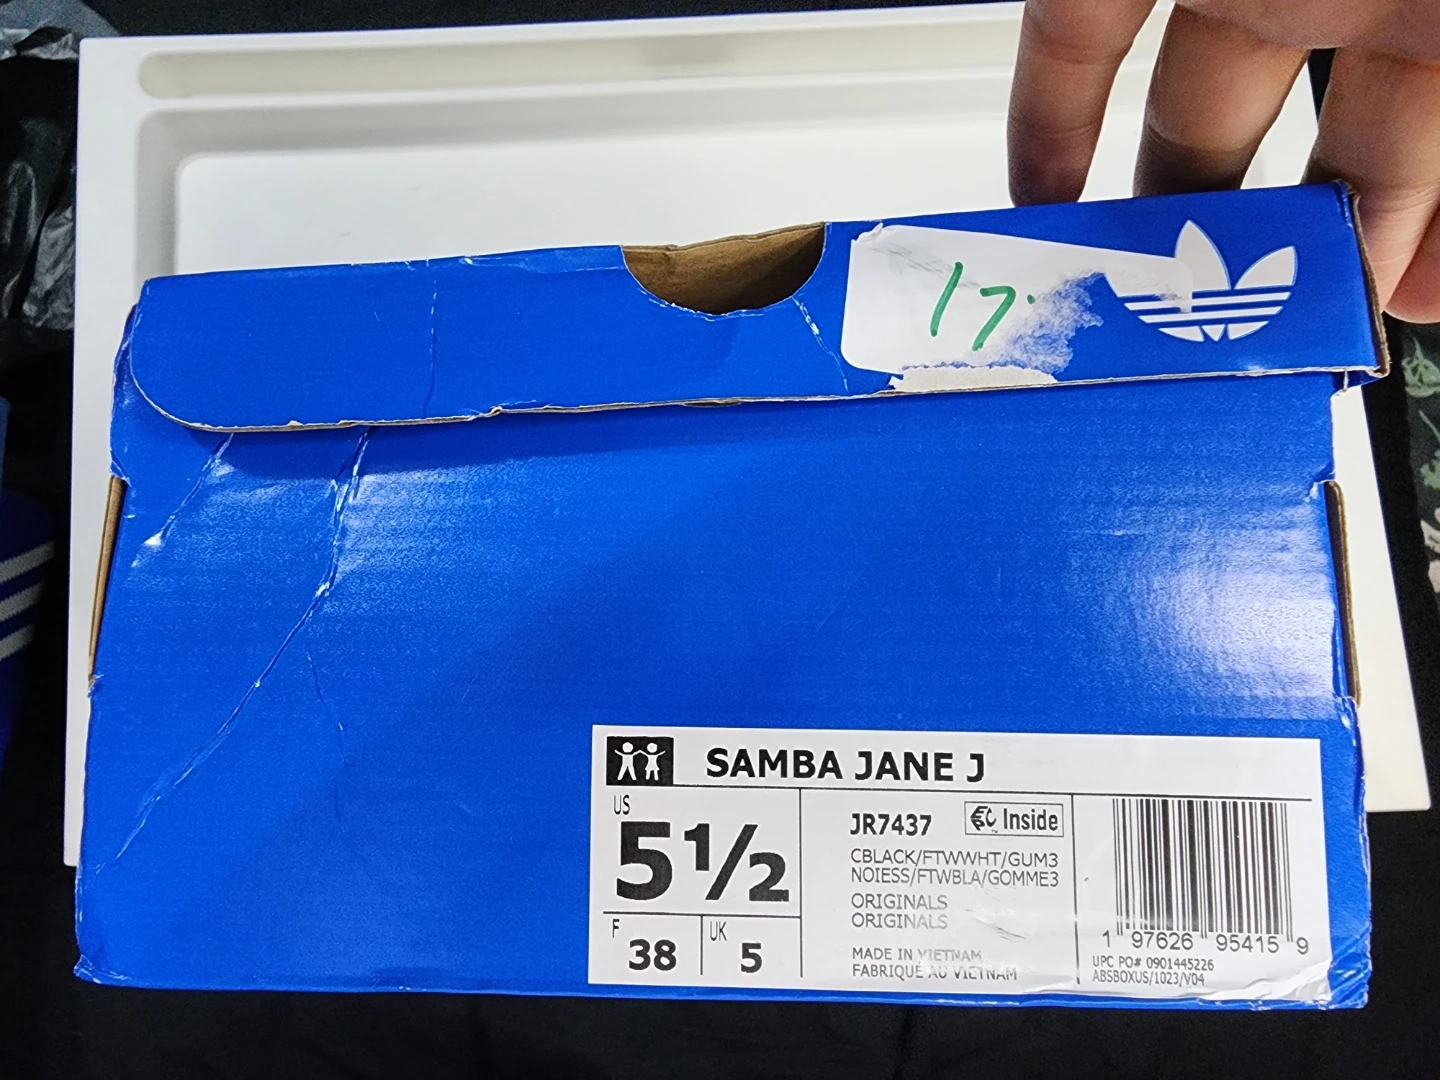 17.
SAMBA JANE J
US
5½
F
38
UK
5
JR7437
Inside
CBLACK/FTWWHT/GUM3
NOIESS/FTWBLA/GOMME3
ORIGINALS
ORIGINALS
MADE IN VIETNAM
FABRIQUÉ AU VIETNAM
1 97626 95415 9
UPC PO# 0901445226
ABSBOXUS/1023/V04